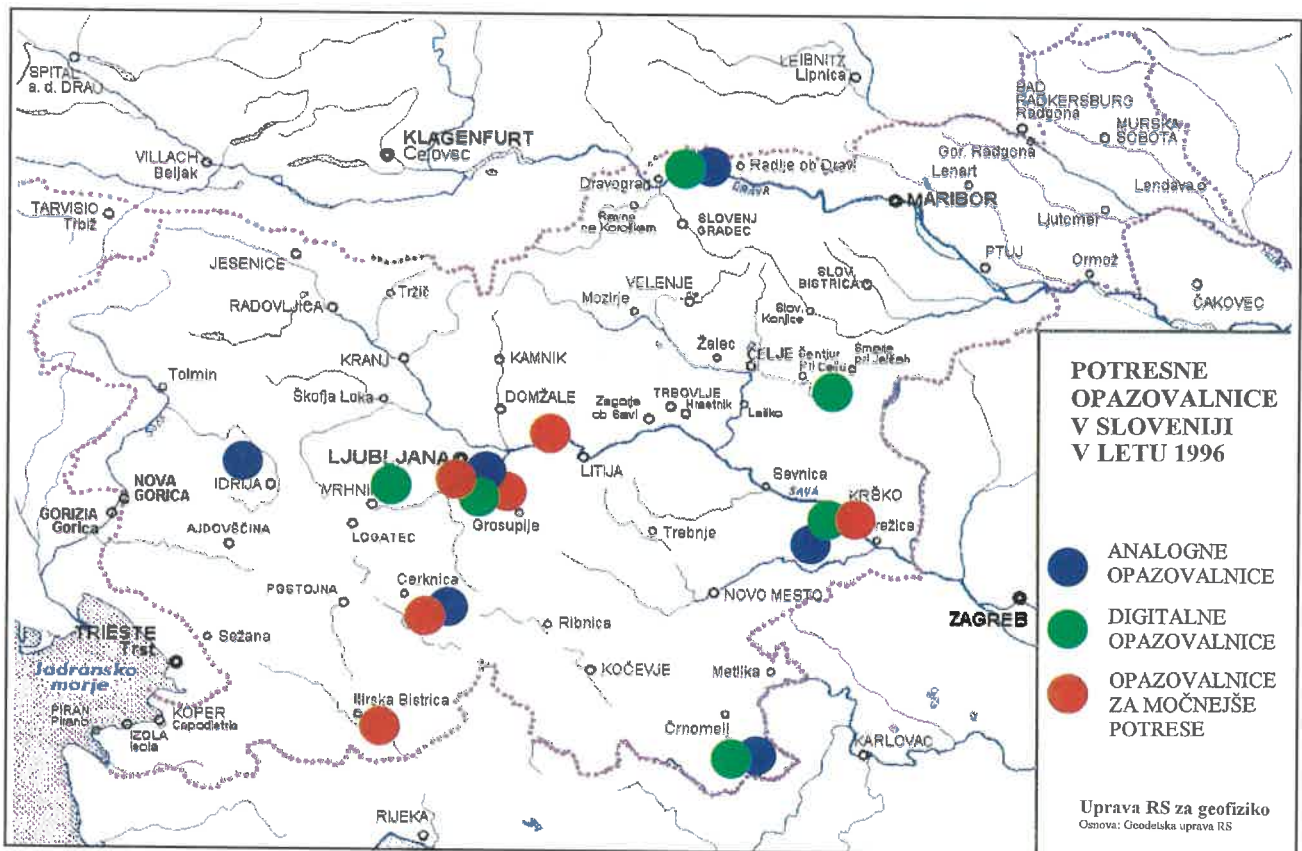 SPITAL
a. d. DRAU
LEIBNITZ
Lipnica
BAD
RADKERSBURG
Radgona
MURSKA
SOBOTA
KLAGENFURT
Celovec
VILLACH
Beljak
Gor. Radgona
Radlje ob Dravi
Dravograd
DRAVA
Lenart
Lendava
MARIBOR
TARVISIO
Trbiž
Ravne
na Koroškem
SLOVENJ
GRADEC
Ljutomer
JESENICE
PTUJ
Ormož
VELENJE
SLOV.
BISTRICA
RADOVLJICA
Tržič
Mozirje
Slov.
Konjice
ČAKOVEC
KRANJ
KAMNIK
Žalec
CELJE
Šentjur
pri Celju
Šmarje
pri Jelšah
Tolmin
Škofja Loka
DOMŽALE
Zagorje
ob Savi
TRBOVLJE
Hrastnik
Laško
LJUBLJANA
LITIJA
IDRIJA
VRHNI
Sevnica
SAVA
KRŠKO
NOVA
GORICA
GORIZIA
Gorica
Grosuplje
AJDOVŠČINA
LOGATEC
Trebnje
režice
Cerknica
POSTOJNA
NOVO MESTO
ZAGREB
TRIESTE
Trst
Sežana
Ribnica
KOČEVJE
Metlika
Jadransko
morje
Ilirska Bistrica
PIRAN
Pirano
IZOLA
Isola
KOPER
Capodistria
Črnomelj
KARLOVAC
RIJEKA
POTRESNE
OPAZOVALNICE
V SLOVENIJI
V LETU 1996
ANALOGNE
OPAZOVALNICE
DIGITALNE
OPAZOVALNICE
OPAZOVALNICE
ZA MOČNEJŠE
POTRESE
Uprava RS za geofiziko
Osnova: Geodetska uprava RS